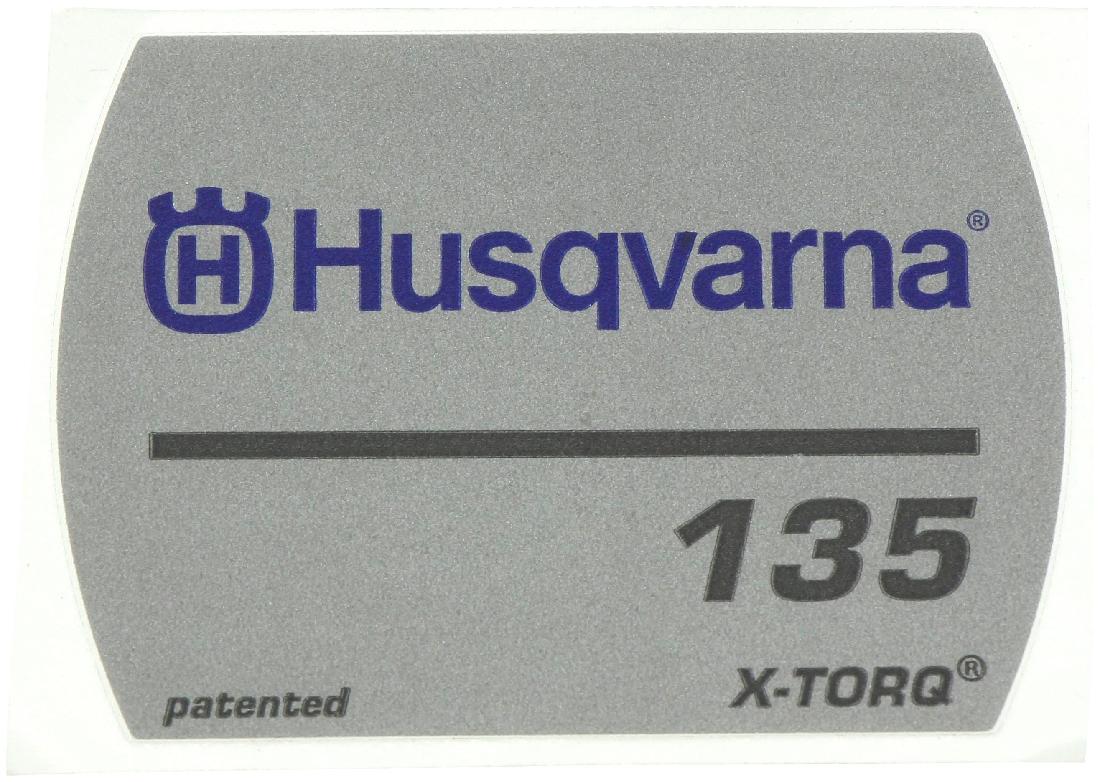 H Husqvarna®
135
X-TORQ®
patented